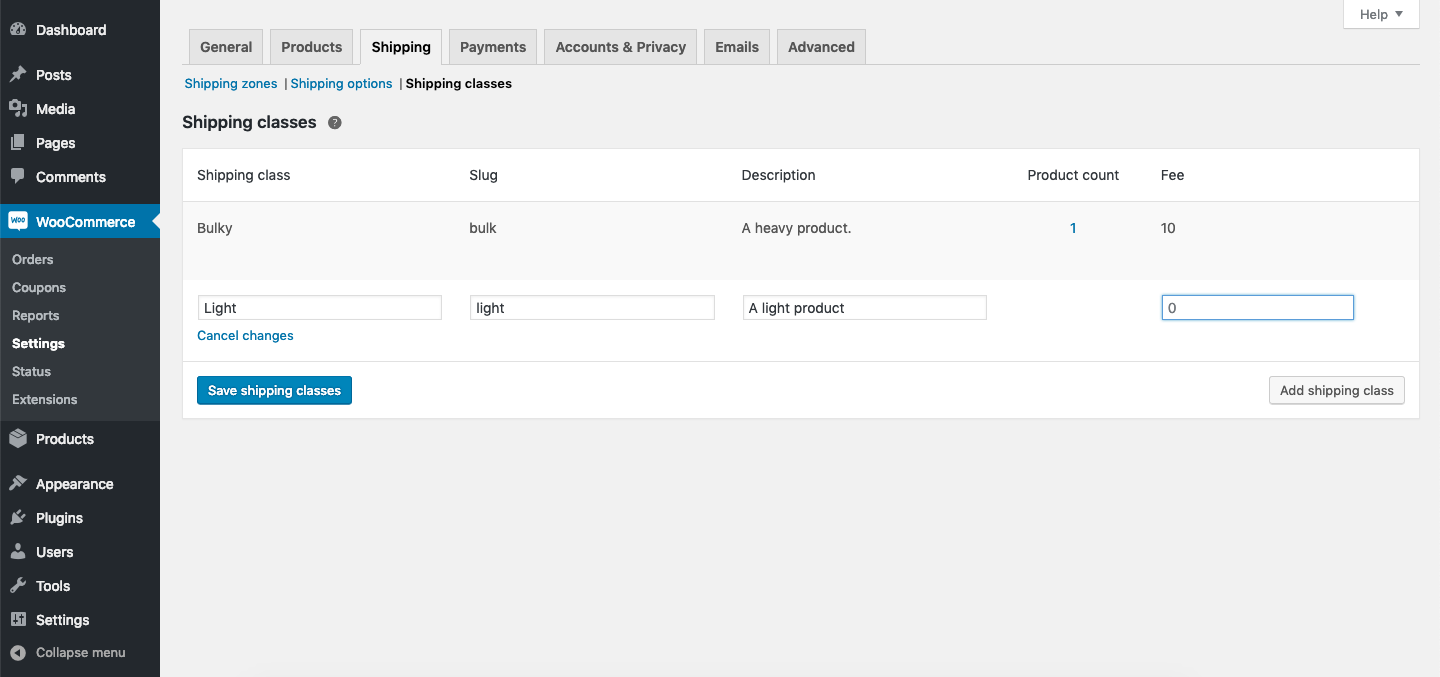 Help ▼
Dashboard
Posts
Media
Pages
Comments
Woo WooCommerce
Orders
Coupons
Reports
Settings
Status
Extensions
Products
Appearance
Plugins
Users
Tools
Settings
Collapse menu
General Products Shipping Payments Accounts & Privacy Emails Advanced
Shipping zones | Shipping options | Shipping classes
Shipping classes ?
Shipping class Slug Description Product count Fee
Bulky bulk A heavy product. 1 10
Light light A light product 0
Cancel changes
Save shipping classes Add shipping class